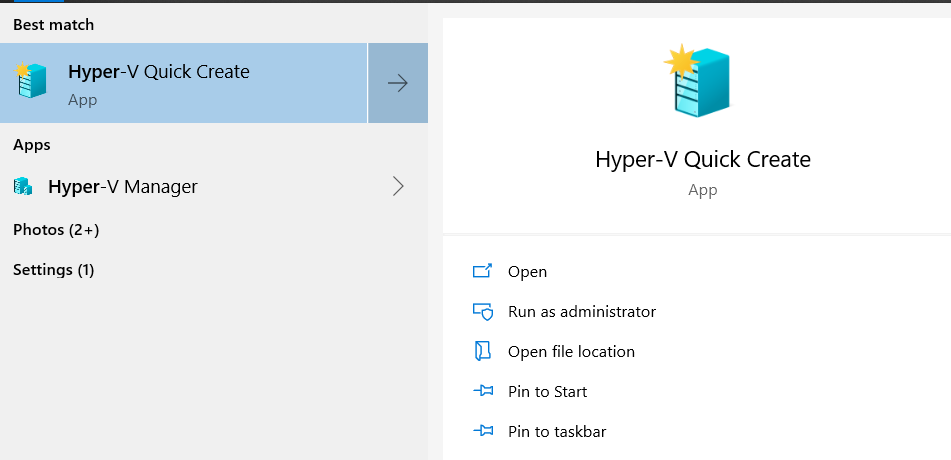 Best match
Hyper-V Quick Create
App
Apps
Hyper-V Manager
Photos (2+)
Settings (1)
Hyper-V Quick Create
App
Open
Run as administrator
Open file location
Pin to Start
Pin to taskbar